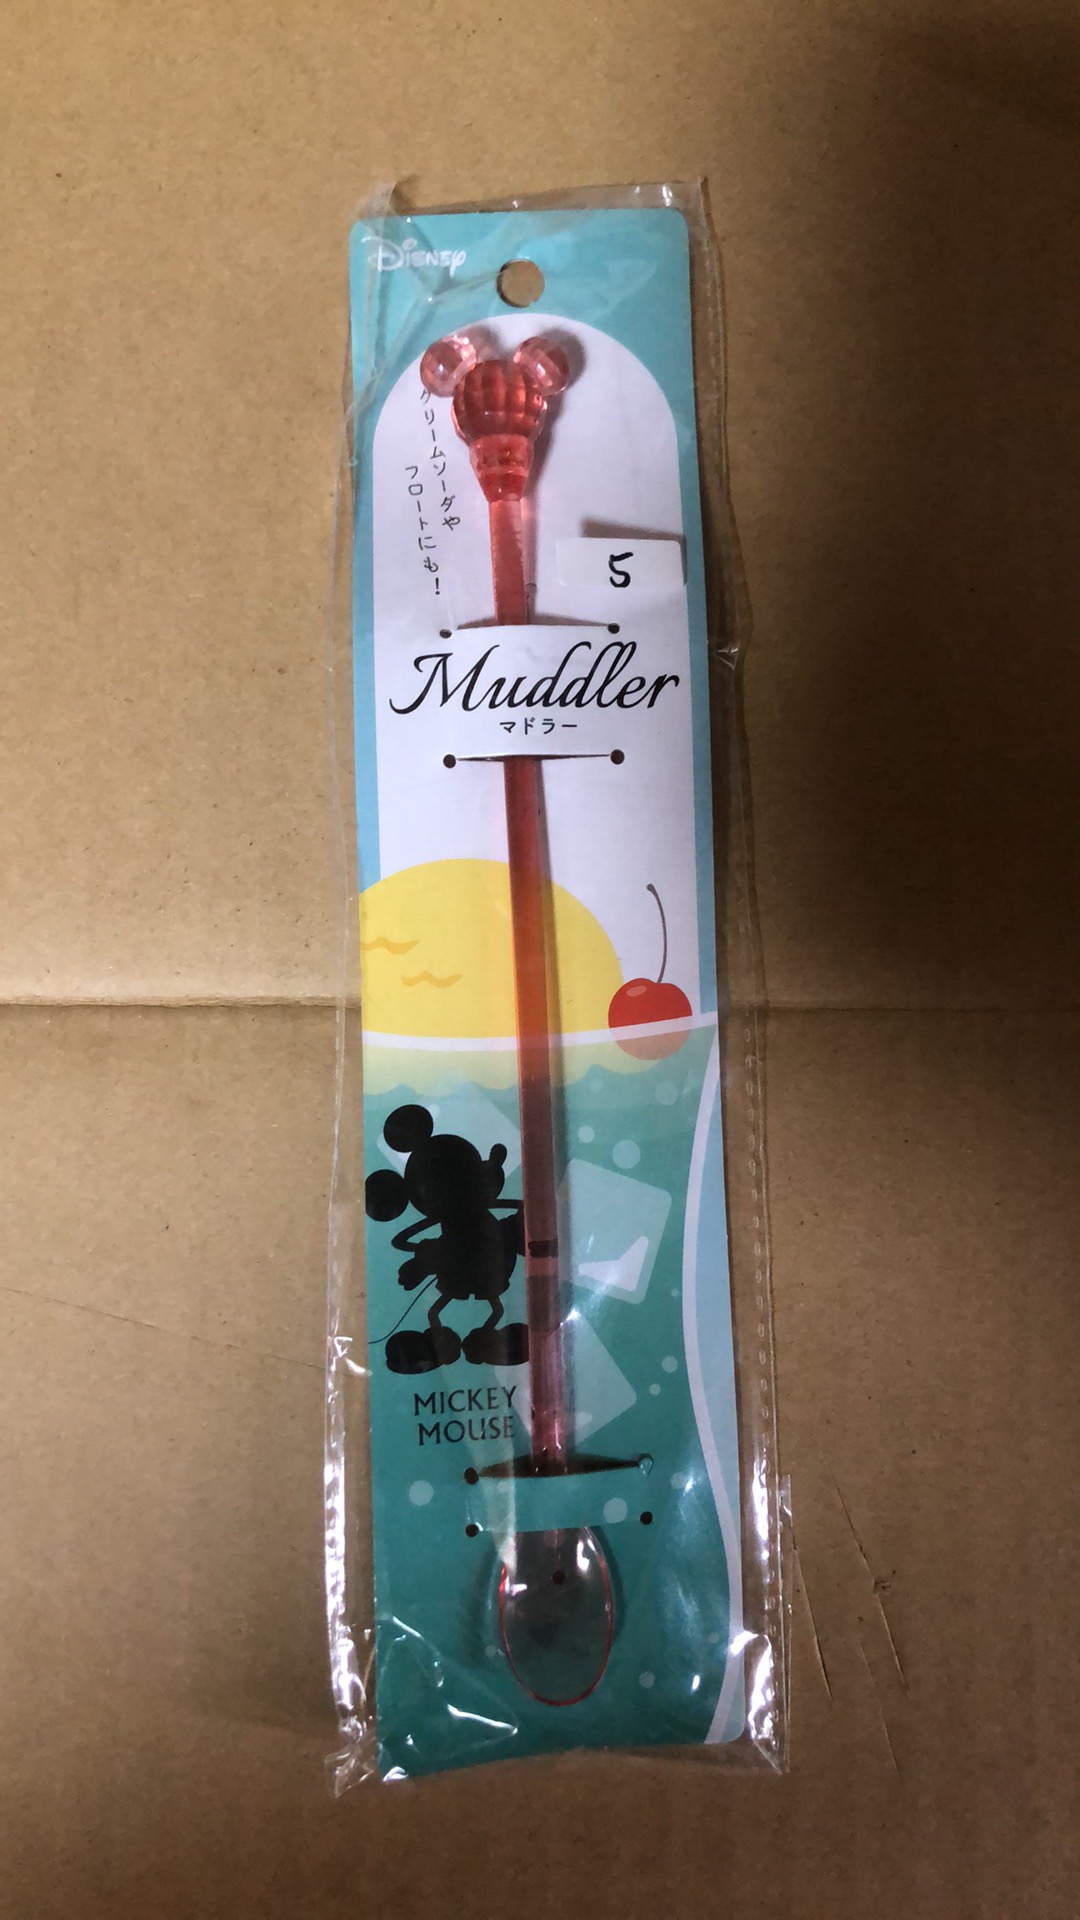 Disney
クリームソーダや
フロートにも！
5
Muddler
マドラー
MICKEY
MOUSE